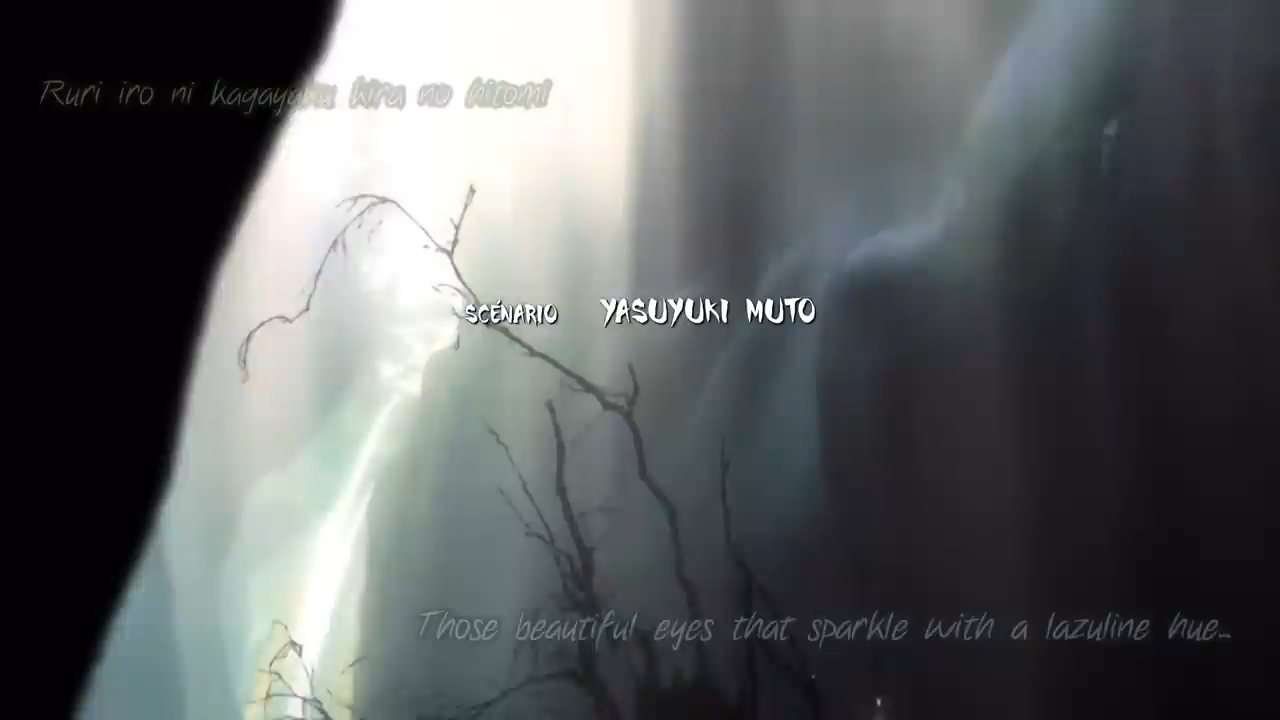 Ruri iro ni kagayaku kira no hitomi
SCÉNARIO YASUYUKI MUTO
Those beautiful eyes that sparkle with a lazuline hue...